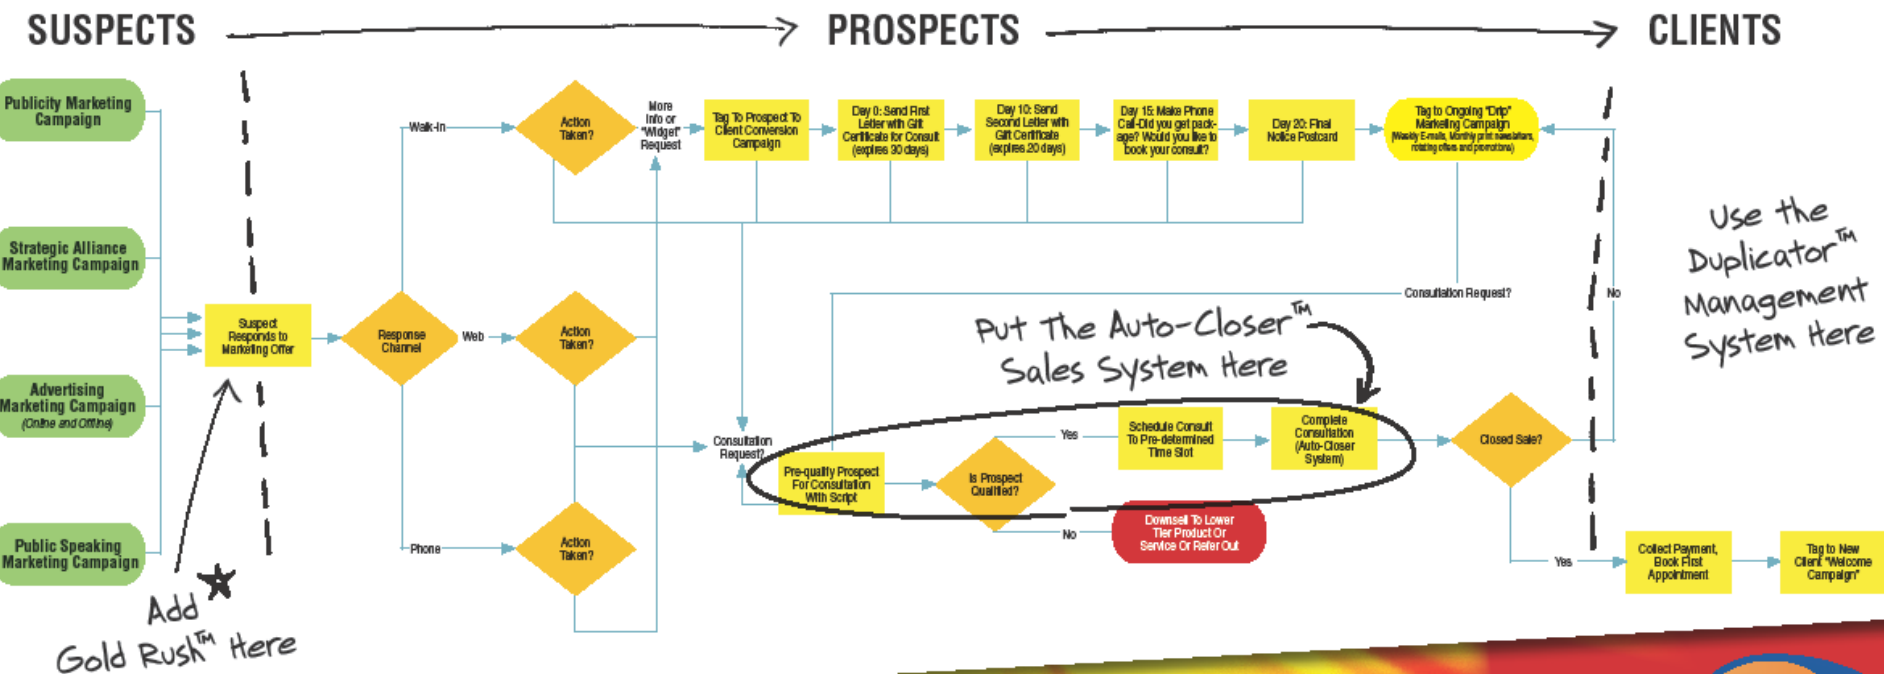 SUSPECTS
PROSPECTS
CLIENTS
Publicity Marketing
Campaign
Strategic Alliance
Marketing Campaign
Advertising
Marketing Campaign
(Online and Offline)
Public Speaking
Marketing Campaign
Suspect
Responds to
Marketing Offer
Response
Channel
Walk-In
Web
Phone
Action
Taken?
Action
Taken?
Action
Taken?
More
Info or
"Widget"
Request
Tag To Prospect To
Client Conversion
Campaign
Day 0: Send First
Letter with Gift
Certificate for Consult
(expires 30 days)
Day 10: Send
Second Letter with
Gift Certificate
(expires 20 days)
Day 15: Make Phone
Call-Did you get pack-
age? Would you like to
book your consult?
Day 20: Final
Notice Postcard
Tag to Ongoing "Drip"
Marketing Campaign
(Weekly E-mails, Monthly print newsletters,
rotating offers and promotions)
Consultation Request?
No
Use the
Duplicator™
Management
System Here
Put The Auto-Closer™
Sales System Here
Consultation
Request?
Pre-qualify Prospect
For Consultation
With Script
Is Prospect
Qualified?
Yes
No
Schedule Consult
To Pre-determined
Time Slot
Complete
Consultation
(Auto-Closer
System)
Downsell To Lower
Tier Product Or
Service Or Refer Out
Closed Sale?
Yes
Collect Payment,
Book First
Appointment
Tag to New
Client "Welcome
Campaign"
Add
Gold Rush™ Here